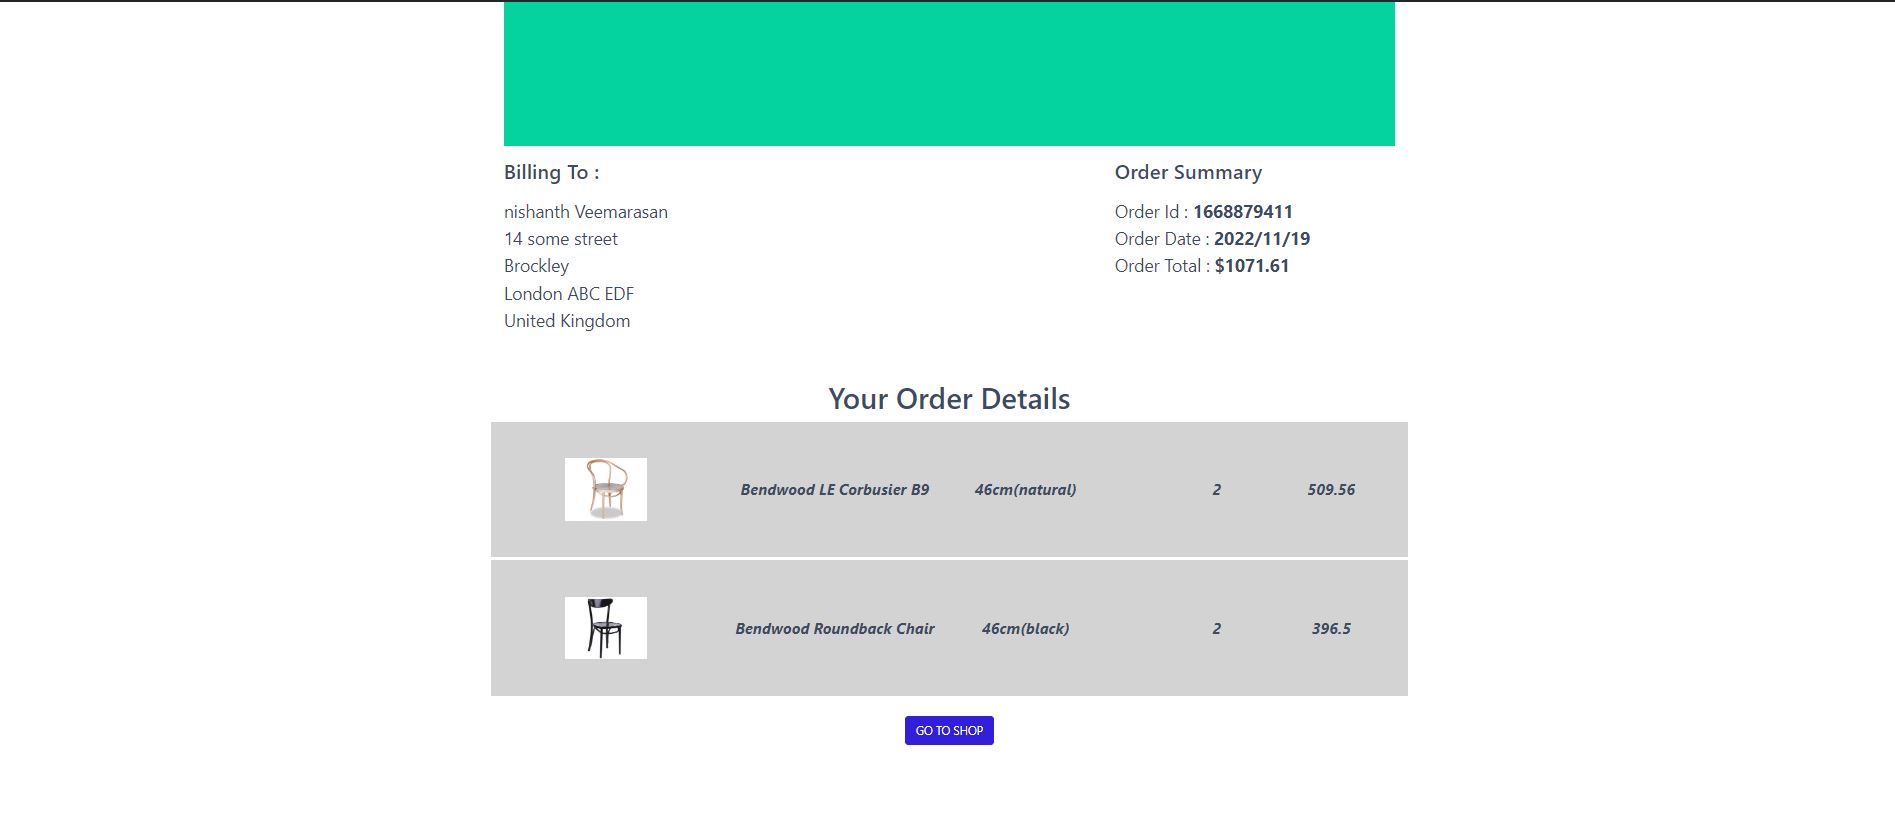 Billing To :
nishanth Veemarasan
14 some street
Brockley
London ABC EDF
United Kingdom
Order Summary
Order Id : 1668879411
Order Date : 2022/11/19
Order Total : $1071.61
Your Order Details
Bendwood LE Corbusier B9 46cm(natural) 2 509.56
Bendwood Roundback Chair 46cm(black) 2 396.5
GO TO SHOP